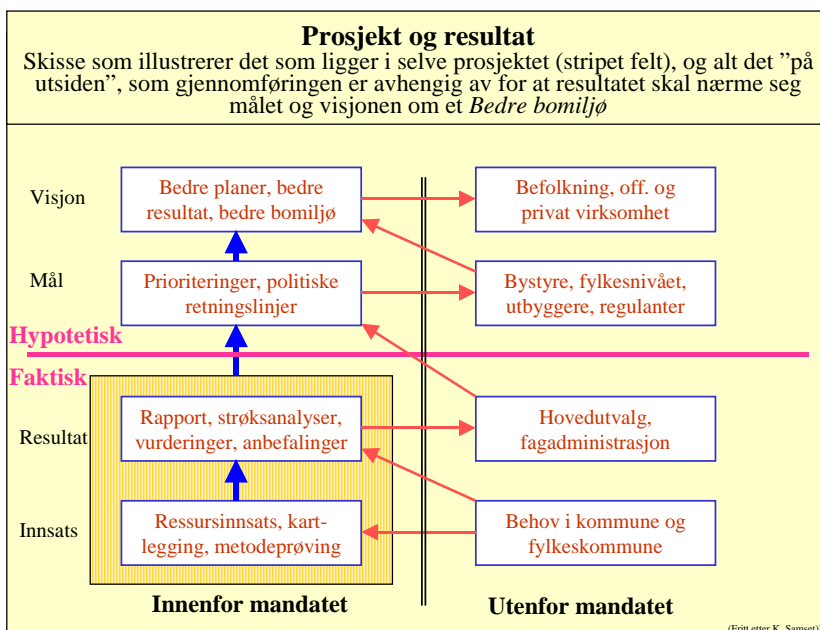 Prosjekt og resultat
Skisse som illustrerer det som ligger i selve prosjektet (stripet felt), og alt det ”på
utsiden”, som gjennomføringen er avhengig av for at resultatet skal nærme seg
målet og visjonen om et Bedre bomiljø
Visjon
Bedre planer, bedre
resultat, bedre bomiljø
Befolkning, off. og
privat virksomhet
Mål
Prioriteringer, politiske
retningslinjer
Bystyre, fylkesnivået,
utbyggere, regulanter
Hypotetisk
Faktisk
Resultat
Rapport, strøksanalyser,
vurderinger, anbefalinger
Hovedutvalg,
fagadministrasjon
Innsats
Ressursinnsats, kart-
legging, metodeprøving
Behov i kommune og
fylkeskommune
Innenfor mandatet
Utenfor mandatet
(Fritt etter K. Samset)